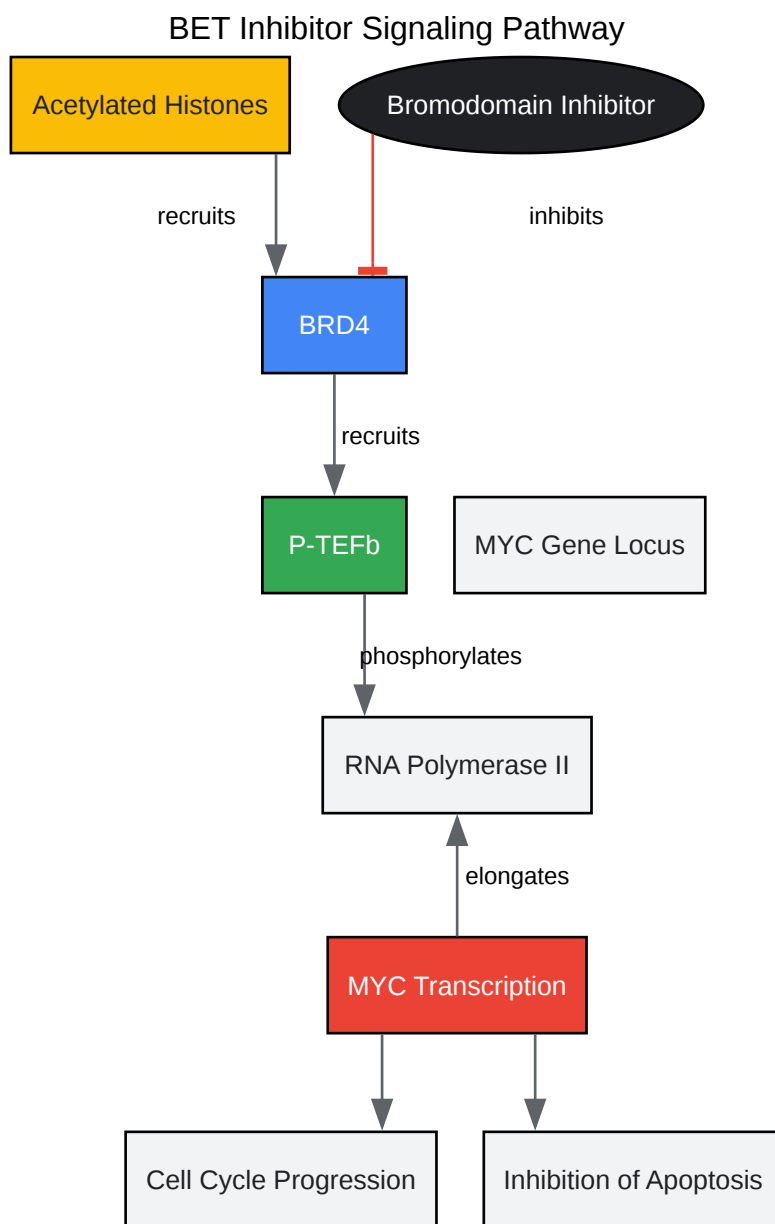 BET Inhibitor Signaling Pathway
Acetylated Histones
Bromodomain Inhibitor
recruits
inhibits
BRD4
recruits
P-TEFb
MYC Gene Locus
phosphorylates
RNA Polymerase II
elongates
MYC Transcription
Cell Cycle Progression
Inhibition of Apoptosis